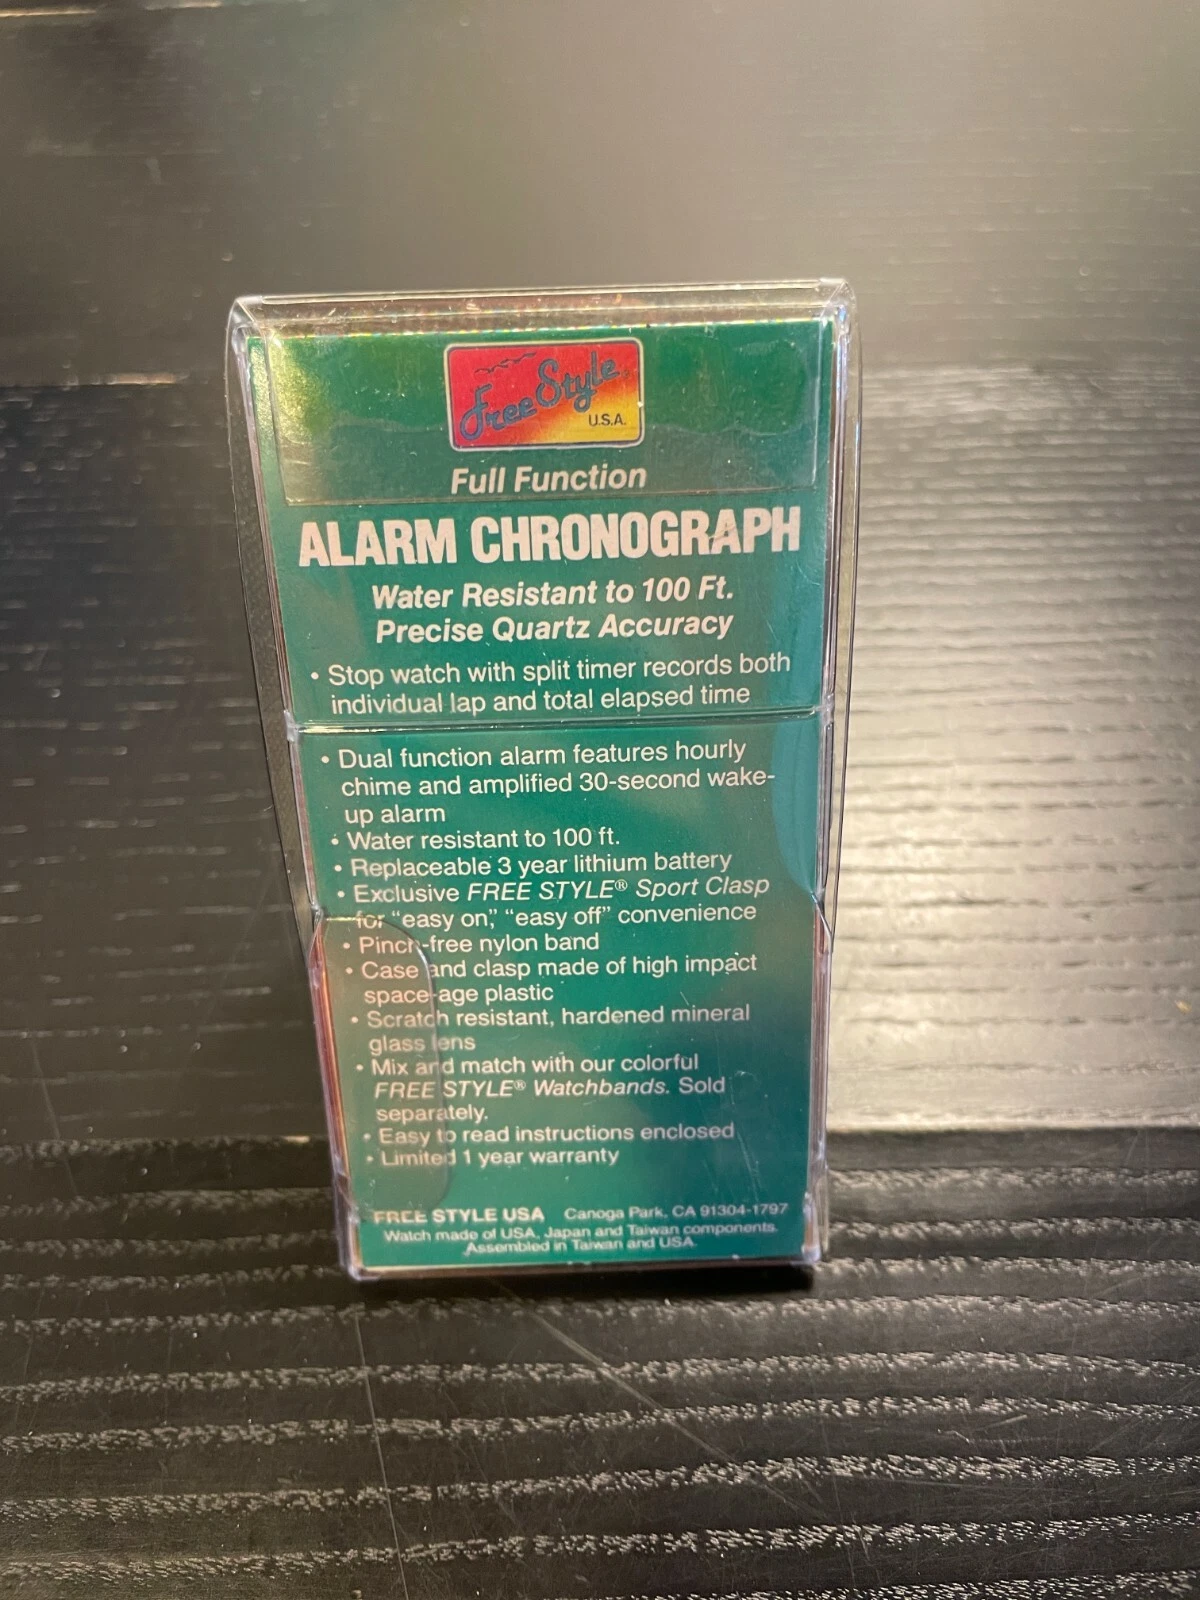 Free Style
U.S.A.
Full Function
ALARM CHRONOGRAPH
Water Resistant to 100 Ft.
Precise Quartz Accuracy
• Stop watch with split timer records both
individual lap and total elapsed time
• Dual function alarm features hourly
chime and amplified 30-second wake-
up alarm
• Water resistant to 100 ft.
• Replaceable 3 year lithium battery
• Exclusive FREE STYLE® Sport Clasp
for "easy on," "easy off" convenience
• Pinch-free nylon band
• Case and clasp made of high impact
space-age plastic
• Scratch resistant, hardened mineral
glass lens
• Mix and match with our colorful
FREE STYLE® Watchbands. Sold
separately.
• Easy to read instructions enclosed
• Limited 1 year warranty
FREE STYLE USA Canoga Park, CA 91304-1797
Watch made of USA, Japan and Taiwan components.
Assembled in Taiwan and USA.